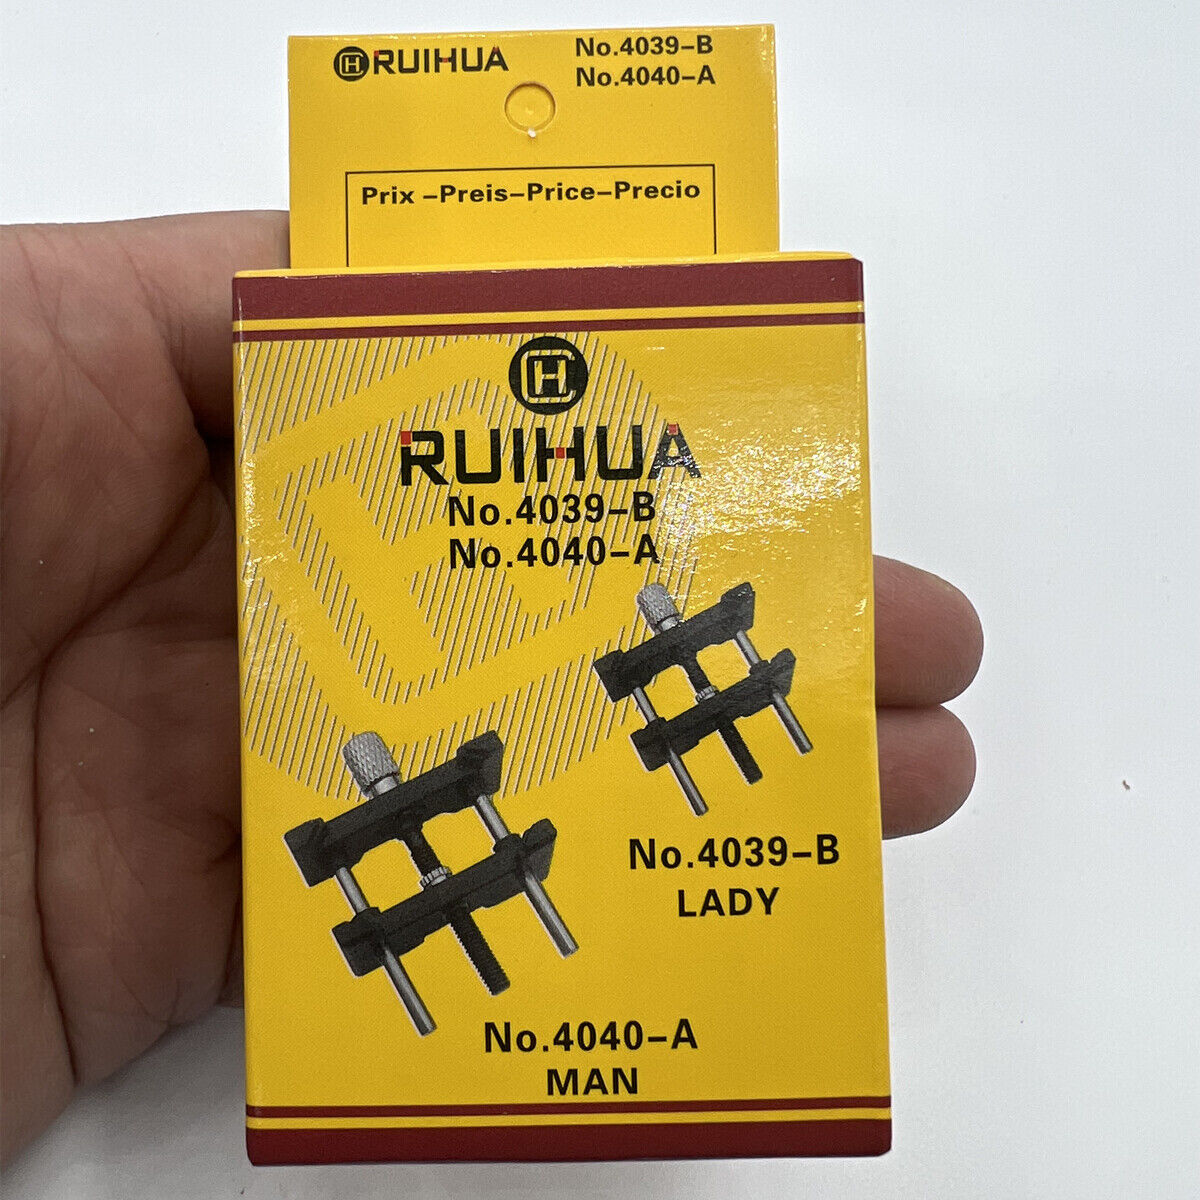 RUIHUA
No.4039-B
No.4040-A
Prix -Preis-Price-Precio
RUIHUA
No.4039-B
No.4040-A
No.4039-B
LADY
No.4040-A
MAN